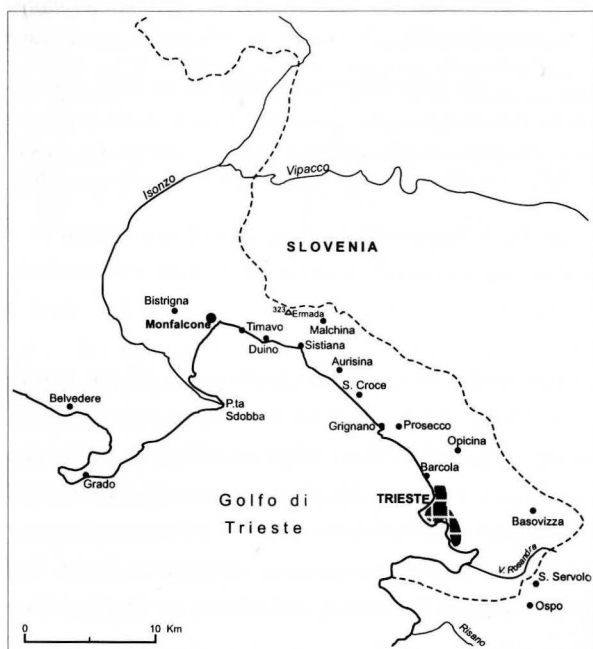 Isonzo
Vipacco
SLOVENIA
Bistrigna
323 Ermada
Monfalcone
Timavo
Malchina
Duino
Sistiana
Aurisina
Belvedere
P.ta
Sdobba
S. Croce
Grignano
Prosecco
Opicina
Grado
Barcola
Golfo di
Trieste
TRIESTE
Basovizza
V. Rosandra
S. Servolo
Ospo
Risano
0 10 Km